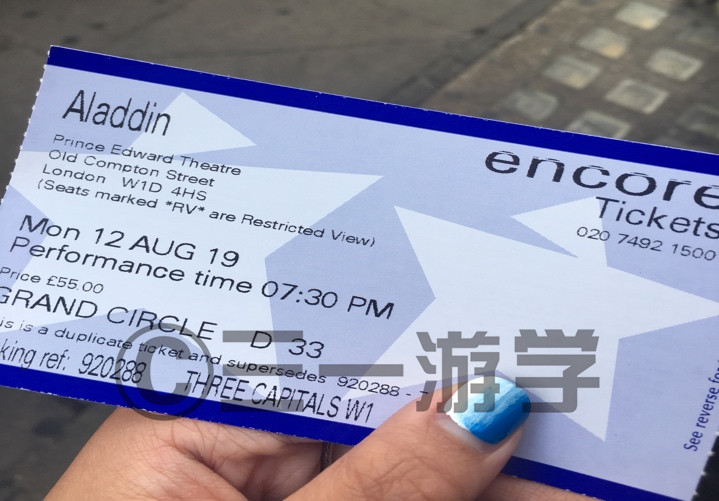 Aladdin
Prince Edward Theatre
Old Compton Street
London W1D 4HS
(Seats marked *RV* are Restricted View)
Mon 12 AUG 19
Performance time 07:30 PM
Price £55.00
GRAND CIRCLE D 33
is is a duplicate ticket and supersedes 920288 -
king ref: 920288 THREE CAPITALS W1
encore
Tickets
020 7492 1500
See reverse for
©三一游学